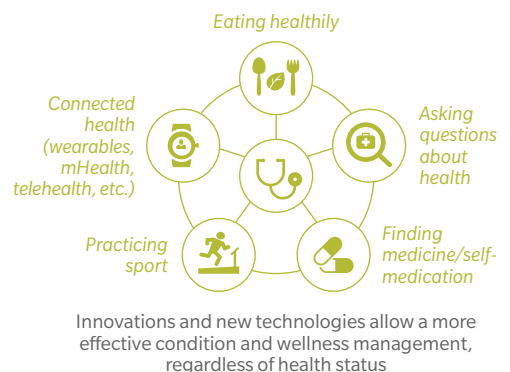 Eating healthily
Connected
health
(wearables,
mHealth,
telehealth, etc.)
Asking
questions
about
health
Practicing
sport
Finding
medicine/self-
medication
Innovations and new technologies allow a more
effective condition and wellness management,
regardless of health status